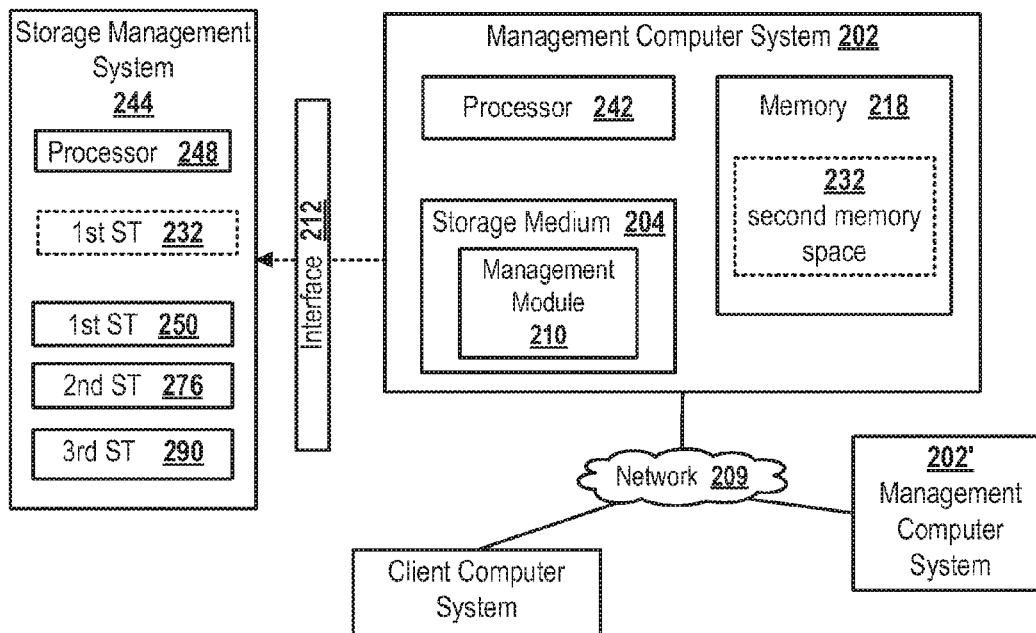 Storage Management
System
244
Processor 248
1st ST 232
1st ST 250
2nd ST 276
3rd ST 290
Interface 212
Management Computer System 202
Processor 242
Memory 218
232
second memory
space
Storage Medium 204
Management
Module
210
Network 209
202'
Management
Computer
System
Client Computer
System